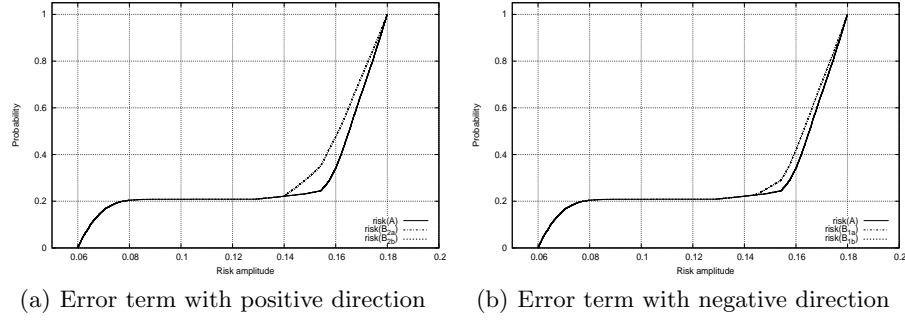 1
0.8
0.6
0.4
0.2
0
Probability
0.06 0.08 0.10 0.12 0.14 0.16 0.18 0.2
Risk amplitude
risk(A)
risk(B2a)
risk(B2b)
(a) Error term with positive direction
1
0.8
0.6
0.4
0.2
0
Probability
0.06 0.08 0.10 0.12 0.14 0.16 0.18 0.2
Risk amplitude
risk(A)
risk(B1a)
risk(B1b)
(b) Error term with negative direction